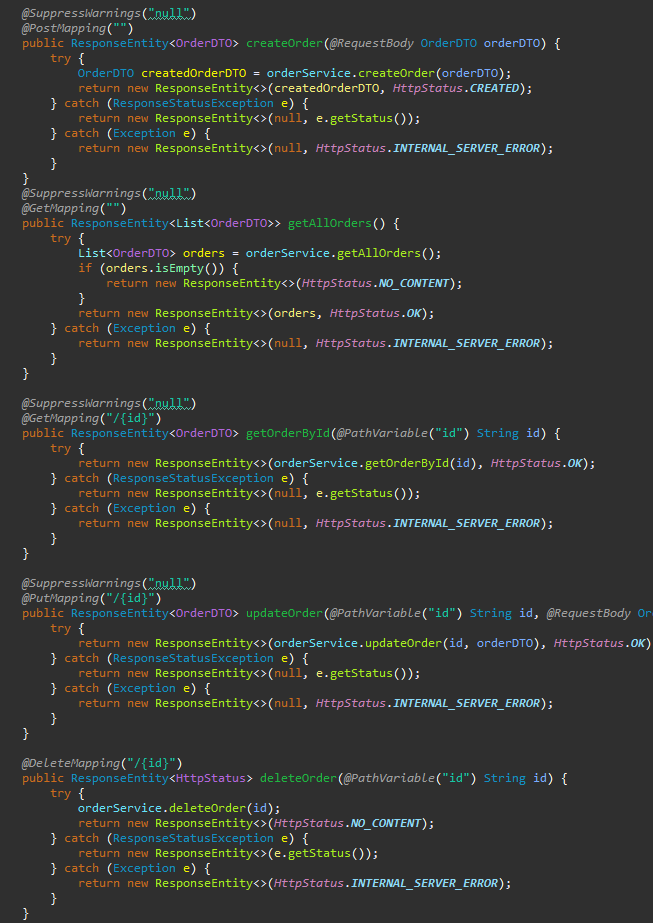 @SuppressWarnings("null")
@PostMapping("")
public ResponseEntity<OrderDTO> createOrder(@RequestBody OrderDTO orderDTO) {
    try {
        OrderDTO createdOrderDTO = orderService.createOrder(orderDTO);
        return new ResponseEntity<>(createdOrderDTO, HttpStatus.CREATED);
    } catch (ResponseStatusException e) {
        return new ResponseEntity<>(null, e.getStatus());
    } catch (Exception e) {
        return new ResponseEntity<>(null, HttpStatus.INTERNAL_SERVER_ERROR);
    }
}
@SuppressWarnings("null")
@GetMapping("")
public ResponseEntity<List<OrderDTO>> getAllOrders() {
    try {
        List<OrderDTO> orders = orderService.getAllOrders();
        if (orders.isEmpty()) {
            return new ResponseEntity<>(HttpStatus.NO_CONTENT);
        }
        return new ResponseEntity<>(orders, HttpStatus.OK);
    } catch (Exception e) {
        return new ResponseEntity<>(null, HttpStatus.INTERNAL_SERVER_ERROR);
    }
}

@SuppressWarnings("null")
@GetMapping("/{id}")
public ResponseEntity<OrderDTO> getOrderById(@PathVariable("id") String id) {
    try {
        return new ResponseEntity<>(orderService.getOrderById(id), HttpStatus.OK);
    } catch (ResponseStatusException e) {
        return new ResponseEntity<>(null, e.getStatus());
    } catch (Exception e) {
        return new ResponseEntity<>(null, HttpStatus.INTERNAL_SERVER_ERROR);
    }
}

@SuppressWarnings("null")
@PutMapping("/{id}")
public ResponseEntity<OrderDTO> updateOrder(@PathVariable("id") String id, @RequestBody Or
    try {
        return new ResponseEntity<>(orderService.updateOrder(id, orderDTO), HttpStatus.OK)
    } catch (ResponseStatusException e) {
        return new ResponseEntity<>(null, e.getStatus());
    } catch (Exception e) {
        return new ResponseEntity<>(null, HttpStatus.INTERNAL_SERVER_ERROR);
    }
}

@DeleteMapping("/{id}")
public ResponseEntity<HttpStatus> deleteOrder(@PathVariable("id") String id) {
    try {
        orderService.deleteOrder(id);
        return new ResponseEntity<>(HttpStatus.NO_CONTENT);
    } catch (ResponseStatusException e) {
        return new ResponseEntity<>(e.getStatus());
    } catch (Exception e) {
        return new ResponseEntity<>(HttpStatus.INTERNAL_SERVER_ERROR);
    }
}